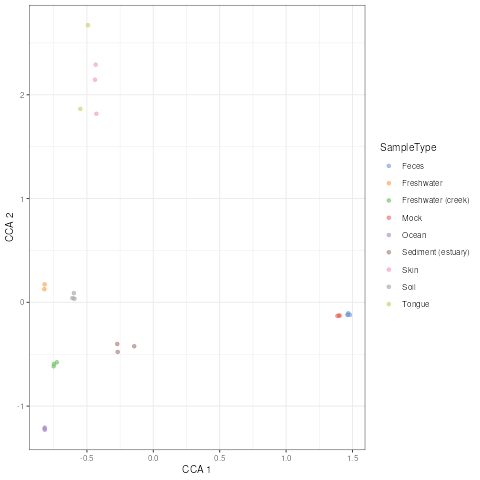 2
1
0
-1
CCA 2
-0.5
0.0
0.5
1.0
1.5
CCA 1
SampleType
Feces
Freshwater
Freshwater (creek)
Mock
Ocean
Sediment (estuary)
Skin
Soil
Tongue